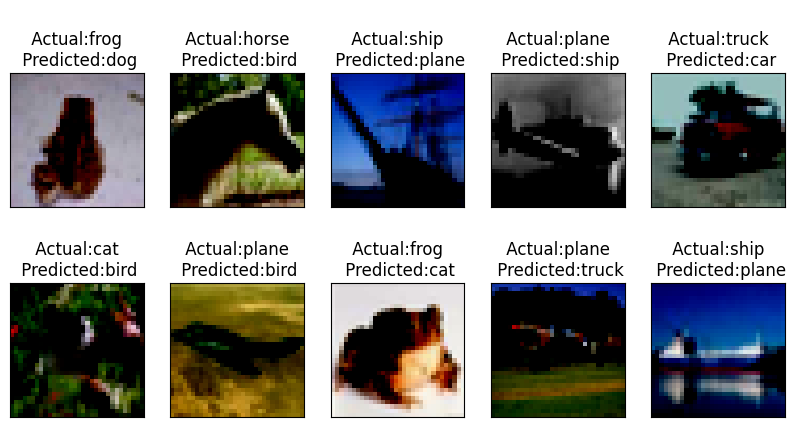 Actual:frog
Predicted:dog
Actual:horse
Predicted:bird
Actual:ship
Predicted:plane
Actual:plane
Predicted:ship
Actual:truck
Predicted:car
Actual:cat
Predicted:bird
Actual:plane
Predicted:bird
Actual:frog
Predicted:cat
Actual:plane
Predicted:truck
Actual:ship
Predicted:plane